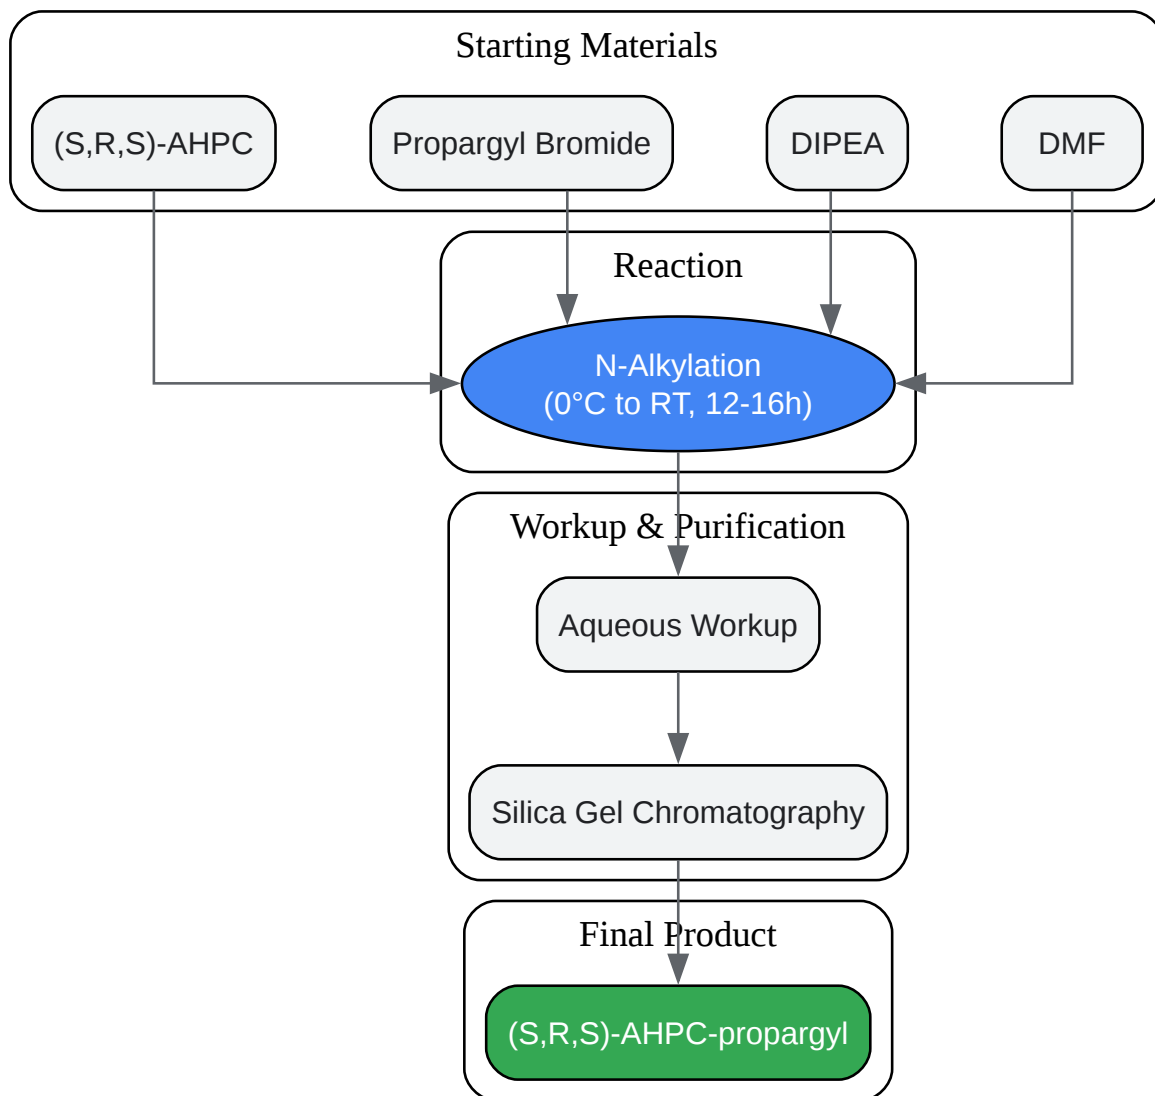 Starting Materials
(S,R,S)-AHPC
Propargyl Bromide
DIPEA
DMF
Reaction
N-Alkylation
(0°C to RT, 12-16h)
Workup & Purification
Aqueous Workup
Silica Gel Chromatography
Final Product
(S,R,S)-AHPC-propargyl